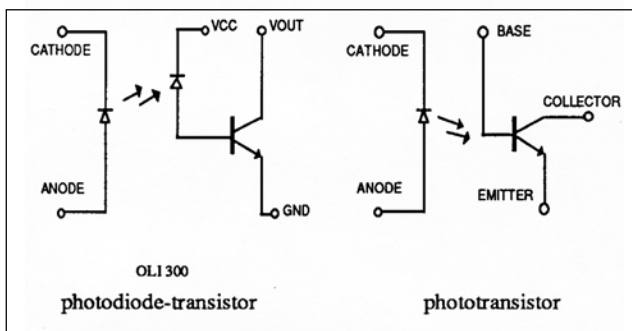 CATHODE
VCC
VOUT
ANODE
GND
OLI 300
photodiode-transistor
CATHODE
BASE
COLLECTOR
ANODE
EMITTER
phototransistor